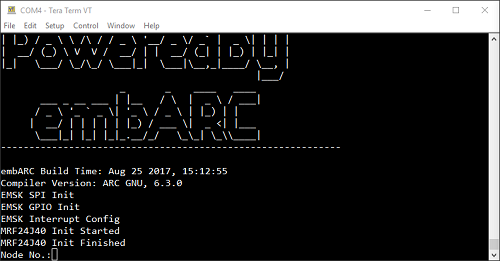 COM4 - Tera Term VT
File Edit Setup Control Window Help
Powered by
embARC
embARC Build Time: Aug 25 2017, 15:12:55
Compiler Version: ARC GNU, 6.3.0
EMSK SPI Init
EMSK GPIO Init
EMSK Interrupt Config
MRF24J40 Init Started
MRF24J40 Init Finished
Node No.: